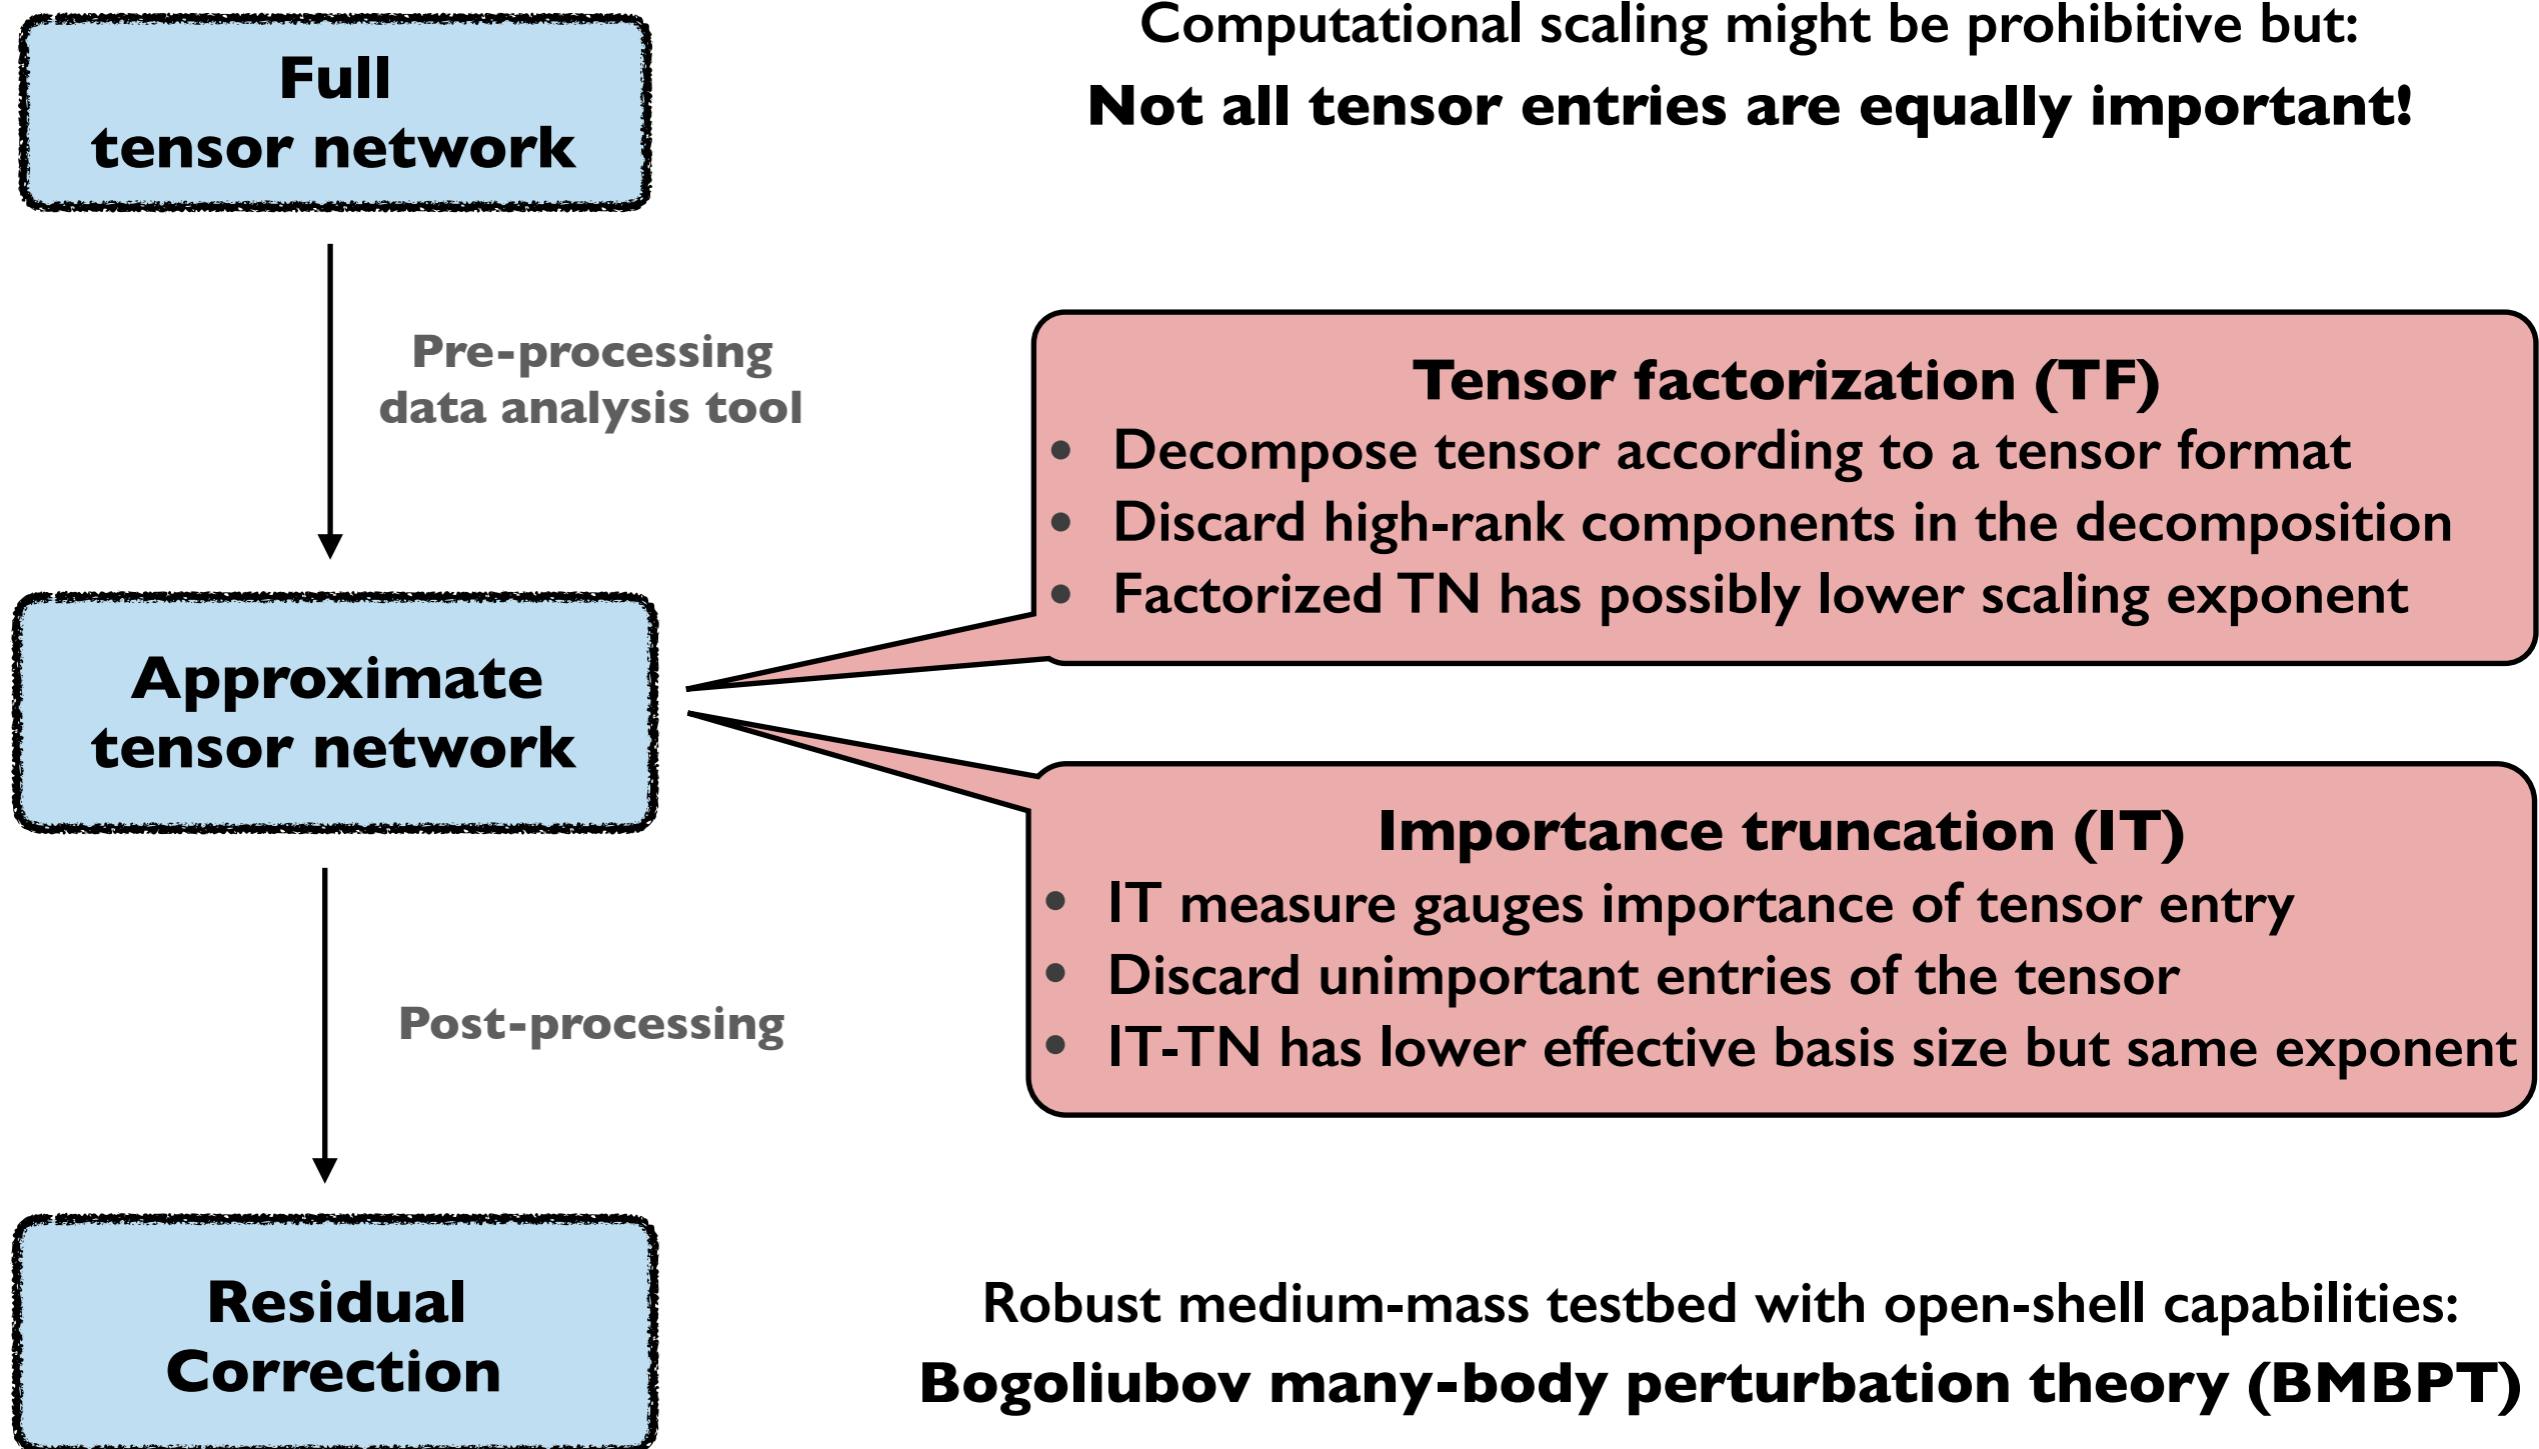 Computational scaling might be prohibitive but:
Not all tensor entries are equally important!
Full
tensor network
Pre-processing
data analysis tool
Tensor factorization (TF)
• Decompose tensor according to a tensor format
• Discard high-rank components in the decomposition
• Factorized TN has possibly lower scaling exponent
Approximate
tensor network
Importance truncation (IT)
• IT measure gauges importance of tensor entry
• Discard unimportant entries of the tensor
• IT-TN has lower effective basis size but same exponent
Post-processing
Residual
Correction
Robust medium-mass testbed with open-shell capabilities:
Bogoliubov many-body perturbation theory (BMBPT)